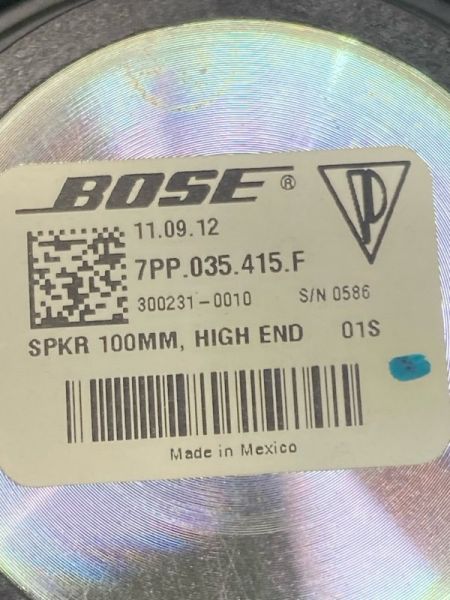 BOSE ®
11.09.12
7PP.035.415.F
300231-0010 S/N 0586
SPKR 100MM, HIGH END 01S
Made in Mexico